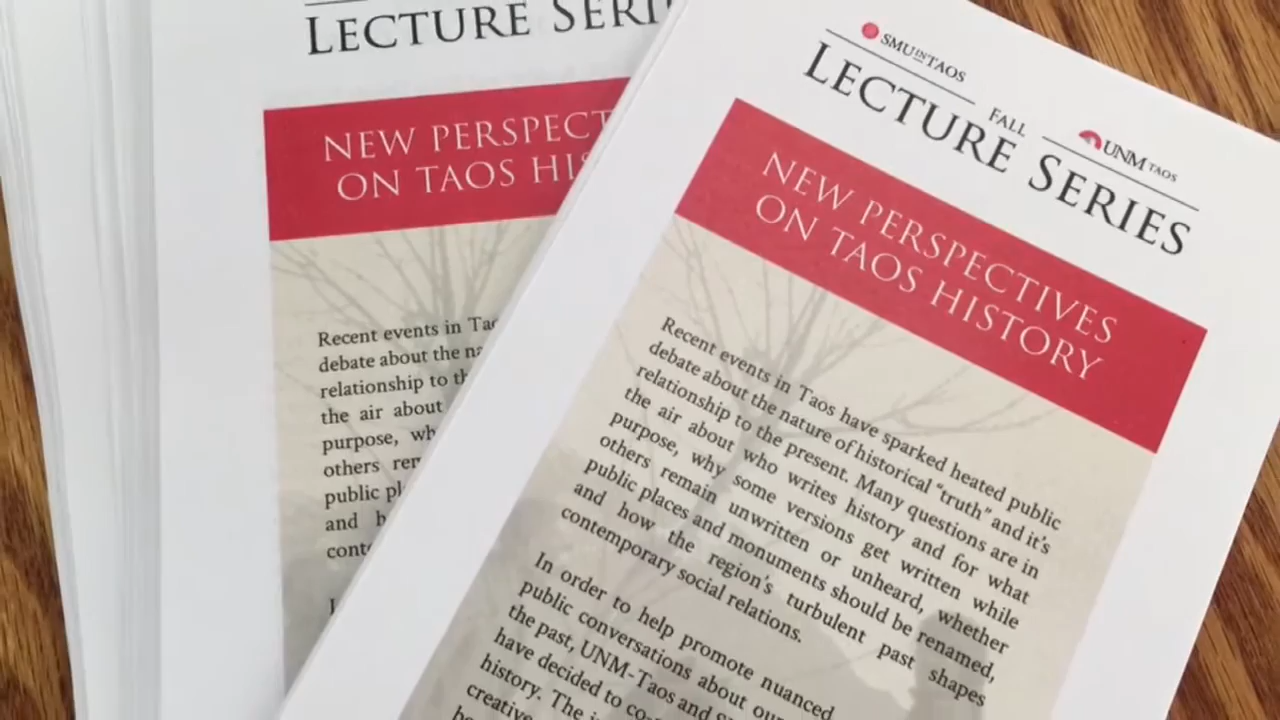 LECTURE SERI
NEW PERSPECT
ON TAOS HIS
Recent events in Tao
debate about the na
relationship to th
the air about
purpose, wh
others rem
public pl
and h
conte
SMU IN TAOS
FALL
UNM TAOS
LECTURE SERIES
NEW PERSPECTIVES
ON TAOS HISTORY
Recent events in Taos have sparked heated public
debate about the nature of historical "truth" and it's
relationship to the present. Many questions are in
the air about who writes history and for what
purpose, why some versions get written while
others remain unwritten or unheard, whether
public places and monuments should be renamed,
and how the region's turbulent past shapes
contemporary social relations.
In order to help promote nuanced
public conversations about our
the past, UNM-Taos and
have decided to co-
history. The
creative